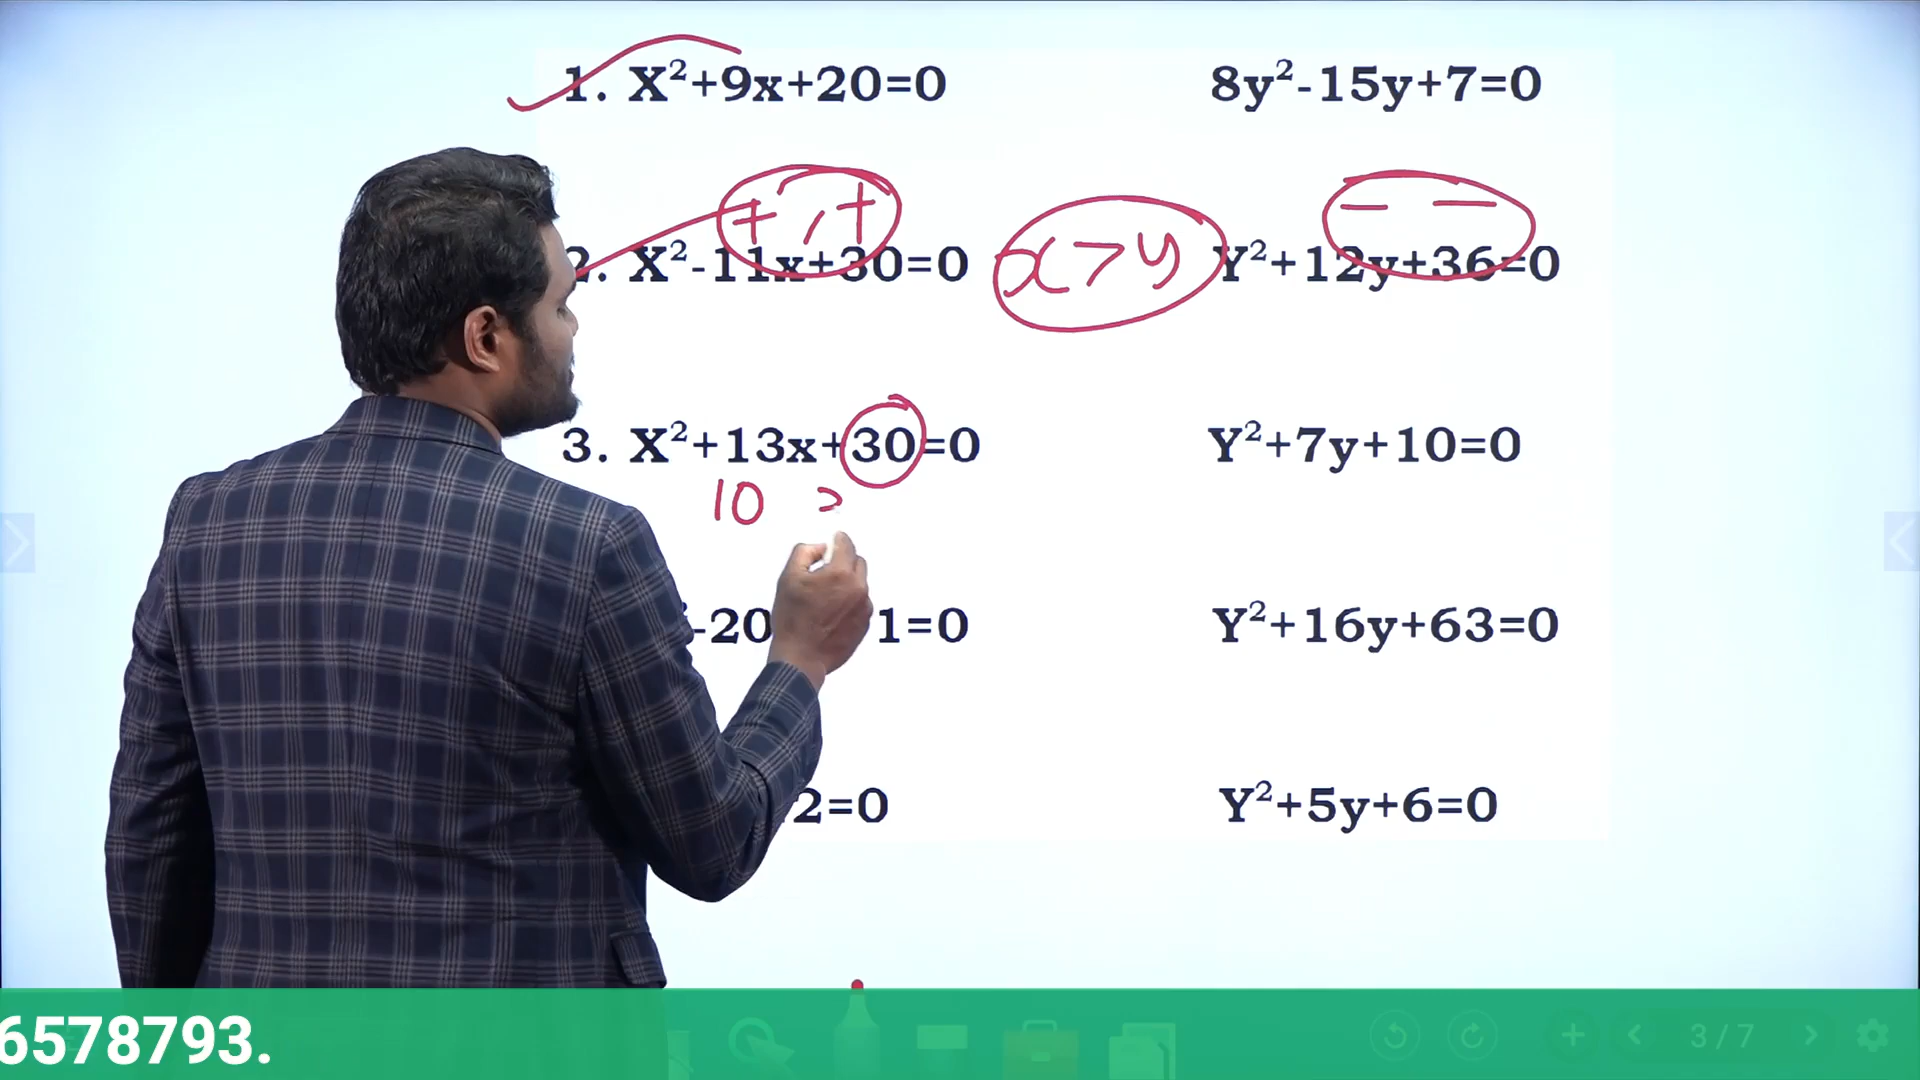 1. X²+9x+20=0 8y²-15y+7=0
+ , + − −
2. X²-11x+30=0 x>y Y²+12y+36=0
3. X²+13x+30=0 Y²+7y+10=0
10
-20 1=0 Y²+16y+63=0
2=0 Y²+5y+6=0
6578793.
3 / 7